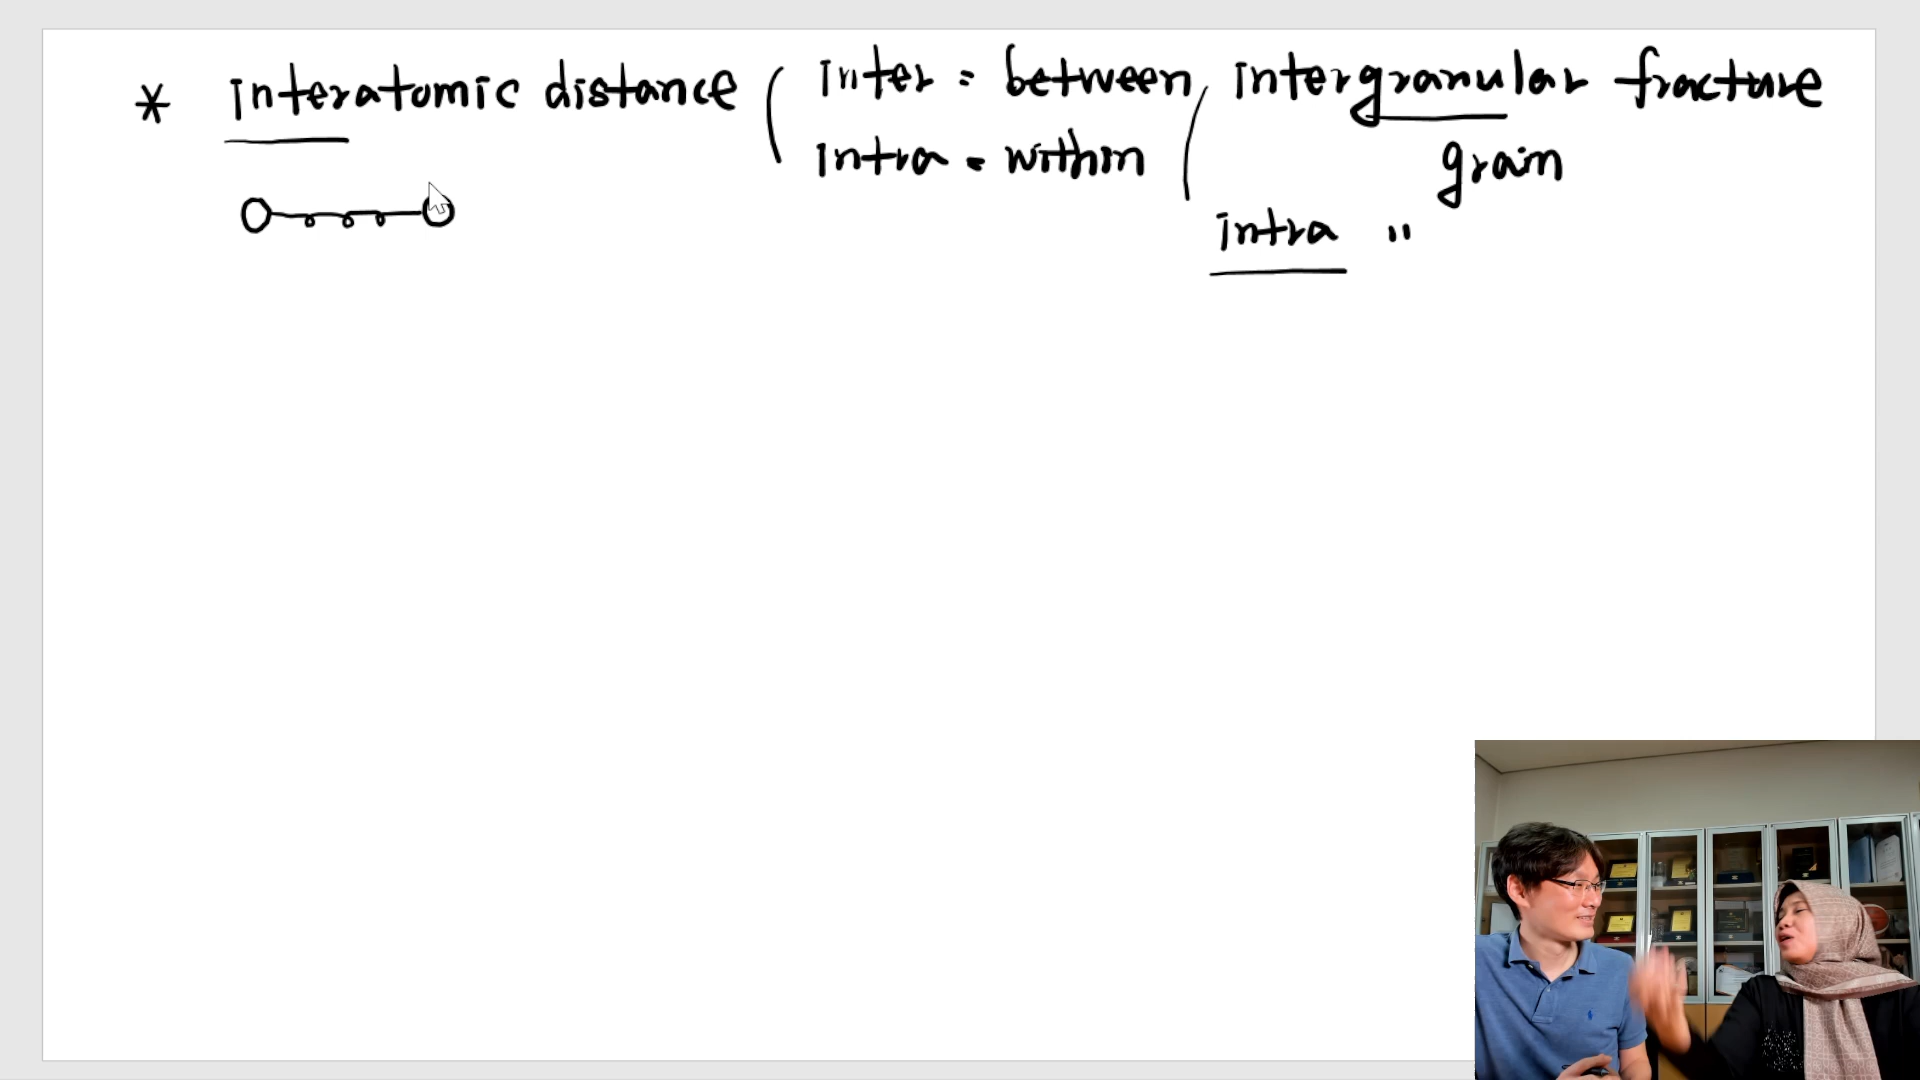 * interatomic distance ( inter = between / intergranular fracture
intra = within
grain
intra "